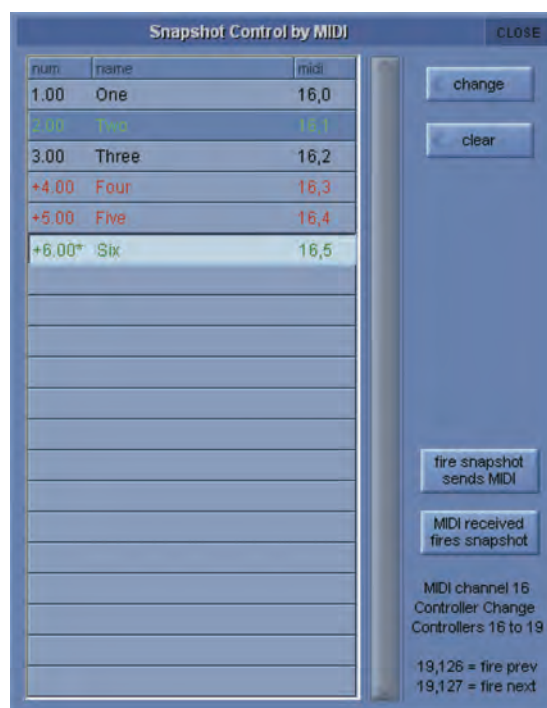 Snapshot Control by MIDI CLOSE
num name midi
1.00 One 16,0
2.00 Two 16,1
3.00 Three 16,2
+4.00 Four 16,3
+5.00 Five 16,4
+6.00* Six 16,5
change
clear
fire snapshot
sends MIDI
MIDI received
fires snapshot
MIDI channel 16
Controller Change
Controllers 16 to 19
19,126 = fire prev
19,127 = fire next